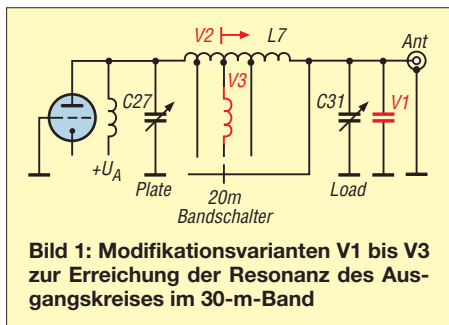 V2 L7 Ant
V3
C27 C31 V1
+U_A
Plate Load
20m
Bandschalter
Bild 1: Modifikationsvarianten V1 bis V3
zur Erreichung der Resonanz des Aus-
gangskreises im 30-m-Band